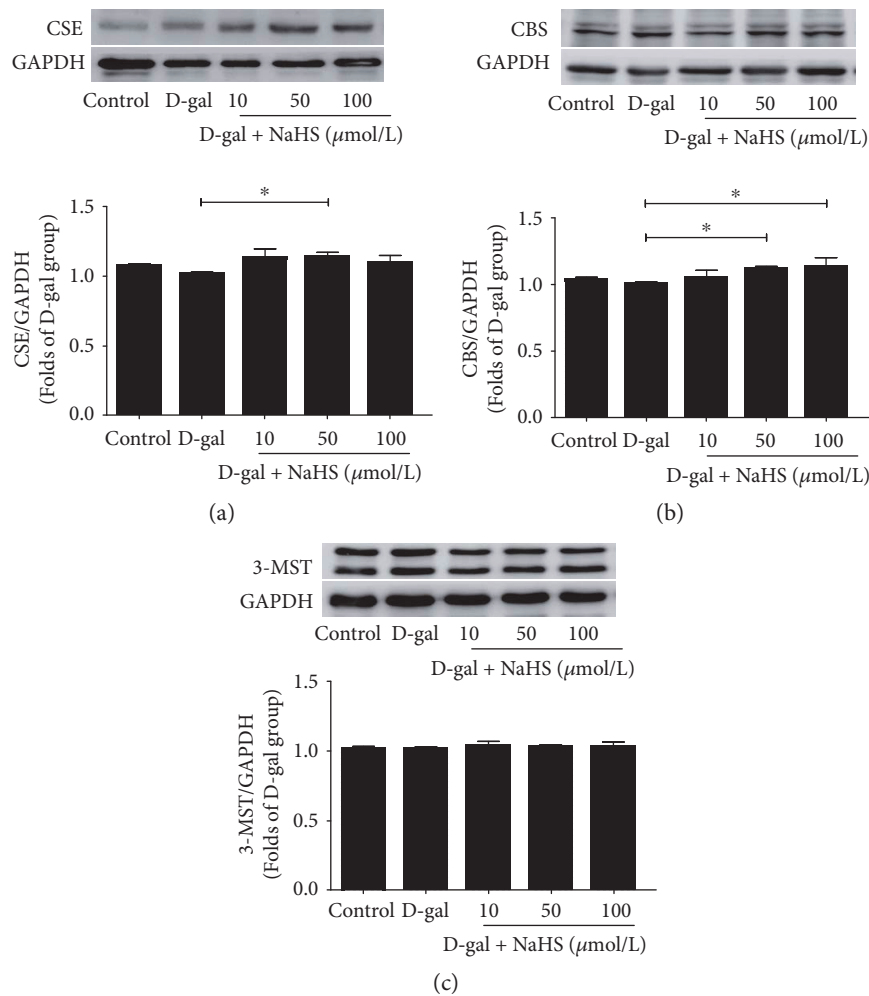 CSE
GAPDH
Control D-gal 10 50 100
D-gal + NaHS (μmol/L)
CSE/GAPDH
(Folds of D-gal group)
1.5
1.0
0.5
0.0
*
Control D-gal 10 50 100
D-gal + NaHS (μmol/L)
(a)
CBS
GAPDH
Control D-gal 10 50 100
D-gal + NaHS (μmol/L)
CBS/GAPDH
(Folds of D-gal group)
1.5
1.0
0.5
0.0
*
*
Control D-gal 10 50 100
D-gal + NaHS (μmol/L)
(b)
3-MST
GAPDH
Control D-gal 10 50 100
D-gal + NaHS (μmol/L)
3-MST/GAPDH
(Folds of D-gal group)
1.5
1.0
0.5
0.0
Control D-gal 10 50 100
D-gal + NaHS (μmol/L)
(c)